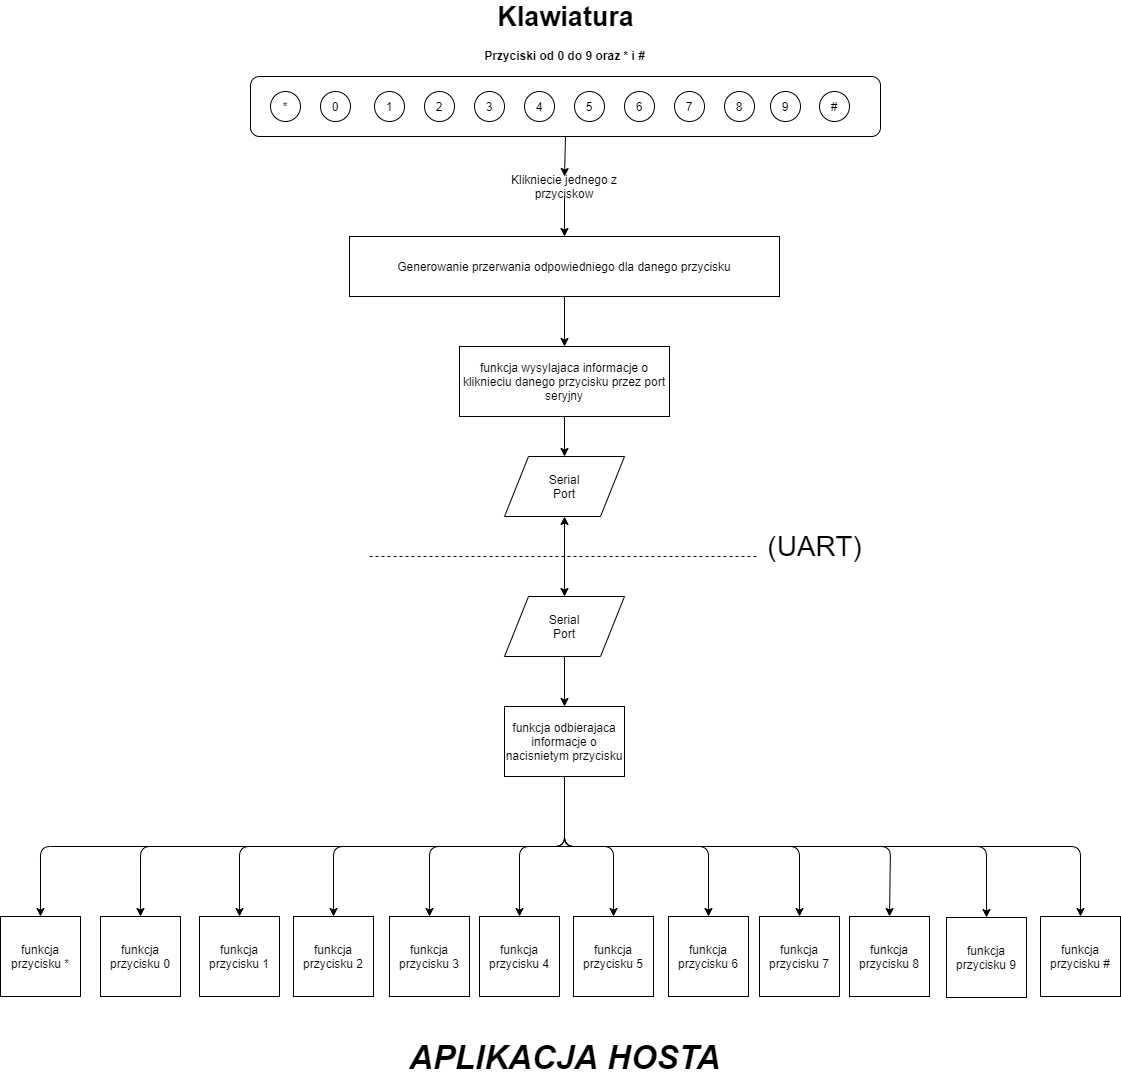 Klawiatura
Przyciski od 0 do 9 oraz * i #
* 0 1 2 3 4 5 6 7 8 9 #
Klikniecie jednego z
przyciskow
Generowanie przerwania odpowiedniego dla danego przycisku
funkcja wysylajaca informacje o
kliknieciu danego przycisku przez port
seryjny
Serial
Port
(UART)
Serial
Port
funkcja odbierajaca
informacje o
nacisnietym przycisku
funkcja
przycisku *
funkcja
przycisku 0
funkcja
przycisku 1
funkcja
przycisku 2
funkcja
przycisku 3
funkcja
przycisku 4
funkcja
przycisku 5
funkcja
przycisku 6
funkcja
przycisku 7
funkcja
przycisku 8
funkcja
przycisku 9
funkcja
przycisku #
APLIKACJA HOSTA